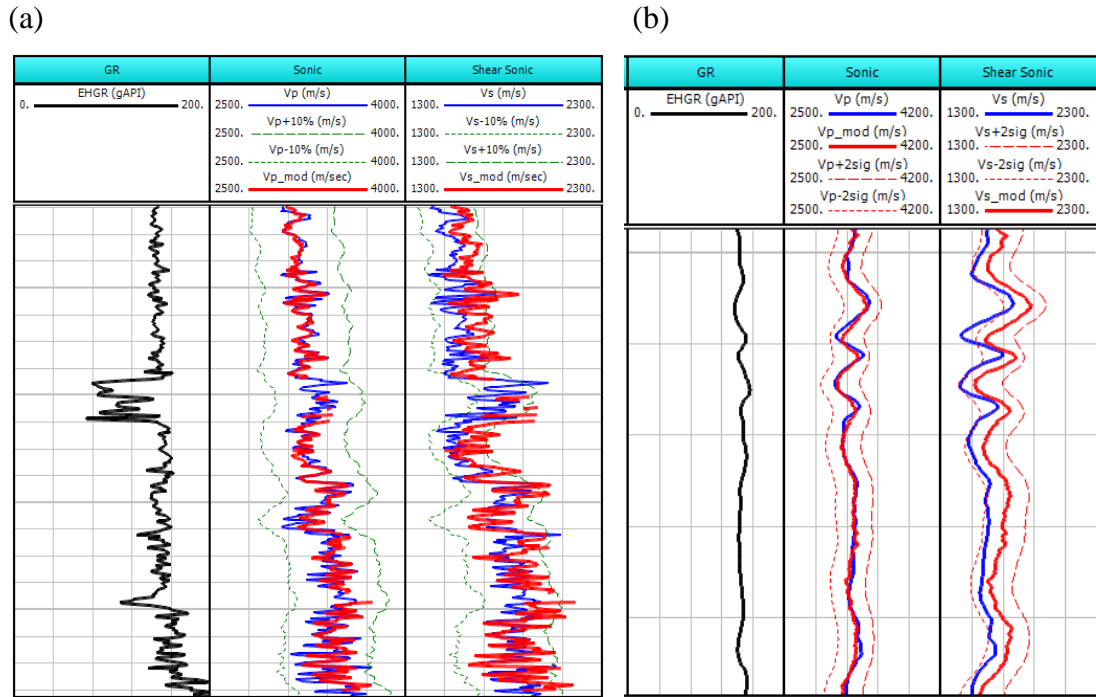 (a)
(b)
GR Sonic Shear Sonic
EHGR (gAPI)
0. 200.
Vp (m/s)
2500. 4000.
Vp+10% (m/s)
2500. 4000.
Vp-10% (m/s)
2500. 4000.
Vp_mod (m/sec)
2500. 4000.
Vs (m/s)
1300. 2300.
Vs-10% (m/s)
1300. 2300.
Vs+10% (m/s)
1300. 2300.
Vs_mod (m/sec)
1300. 2300.
GR Sonic Shear Sonic
EHGR (gAPI)
0. 200.
Vp (m/s)
2500. 4200.
Vp_mod (m/s)
2500. 4200.
Vp+2sig (m/s)
2500. 4200.
Vp-2sig (m/s)
2500. 4200.
Vs (m/s)
1300. 2300.
Vs+2sig (m/s)
1300. 2300.
Vs-2sig (m/s)
1300. 2300.
Vs_mod (m/s)
1300. 2300.